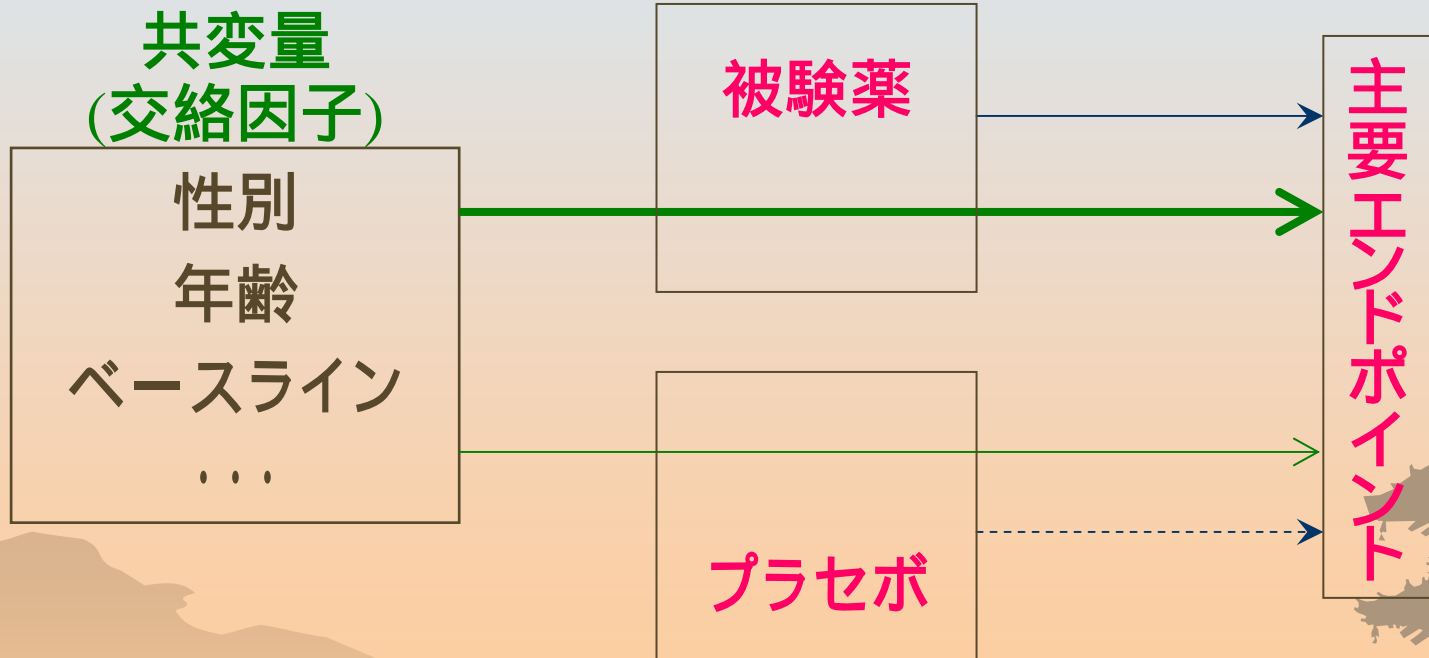 共変量
(交絡因子)
性別
年齢
ベースライン
・・・
被験薬
プラセボ
主要エンドポイント